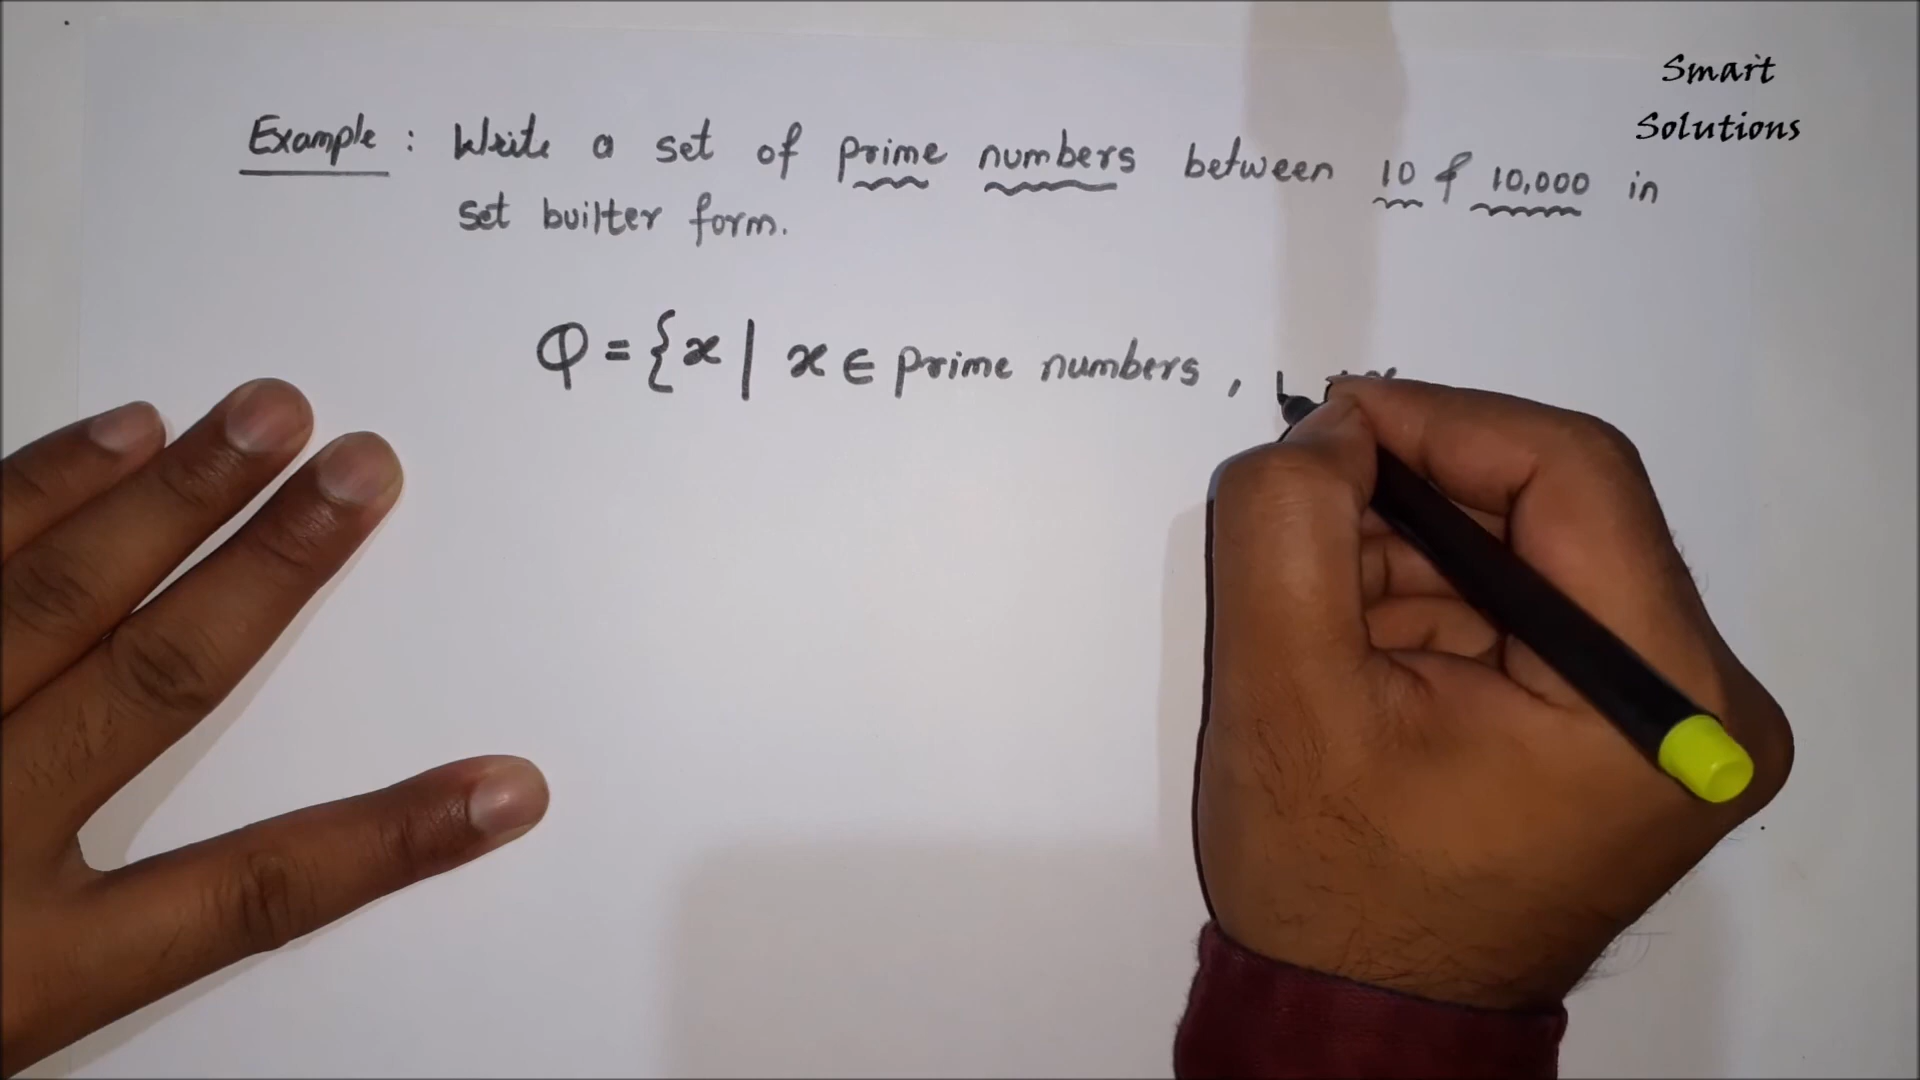 Smart
Solutions
Example : Write a set of prime numbers between 10 & 10,000 in
set builter form.
Q = {x | x ∈ prime numbers ,